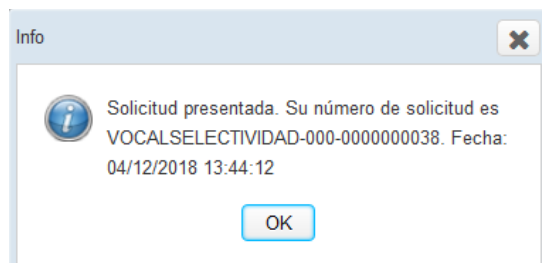 Info
Solicitud presentada. Su número de solicitud es
VOCALSELECTIVIDAD-000-0000000038. Fecha:
04/12/2018 13:44:12
OK